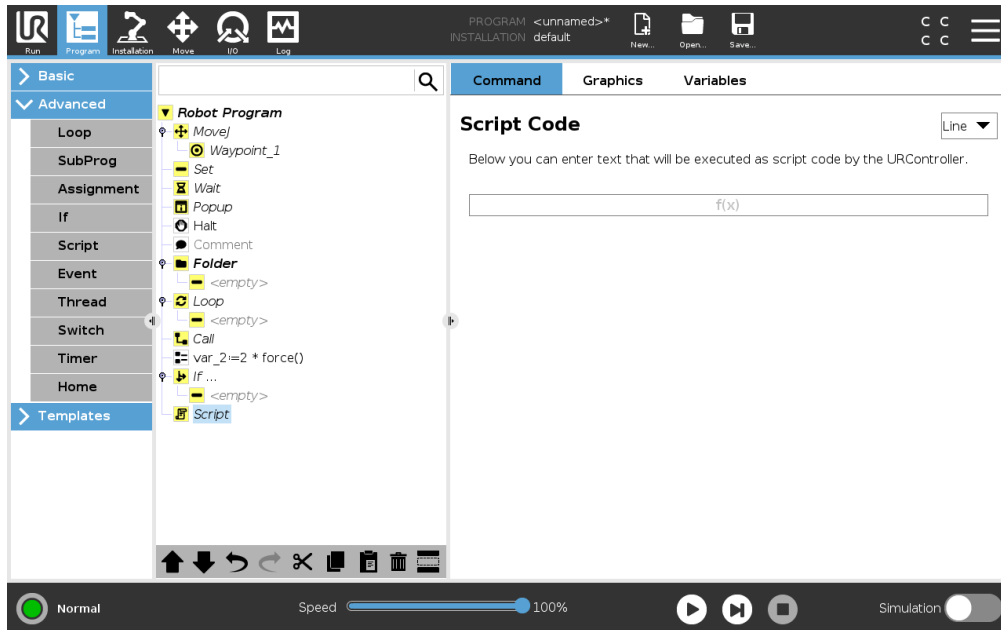 PROGRAM <unnamed>*
INSTALLATION default
UR
Run
Program
Installation
Move
I/O
Log
New...
Open...
Save...
C C
C C
Basic
Advanced
Loop
SubProg
Assignment
If
Script
Event
Thread
Switch
Timer
Home
Templates
Robot Program
MoveJ
Waypoint_1
Set
Wait
Popup
Halt
Comment
Folder
<empty>
Loop
<empty>
Call
var_2:=2 * force()
If ...
<empty>
Script
Command Graphics Variables
Script Code
Line
Below you can enter text that will be executed as script code by the URController.
f(x)
Normal
Speed
100%
Simulation